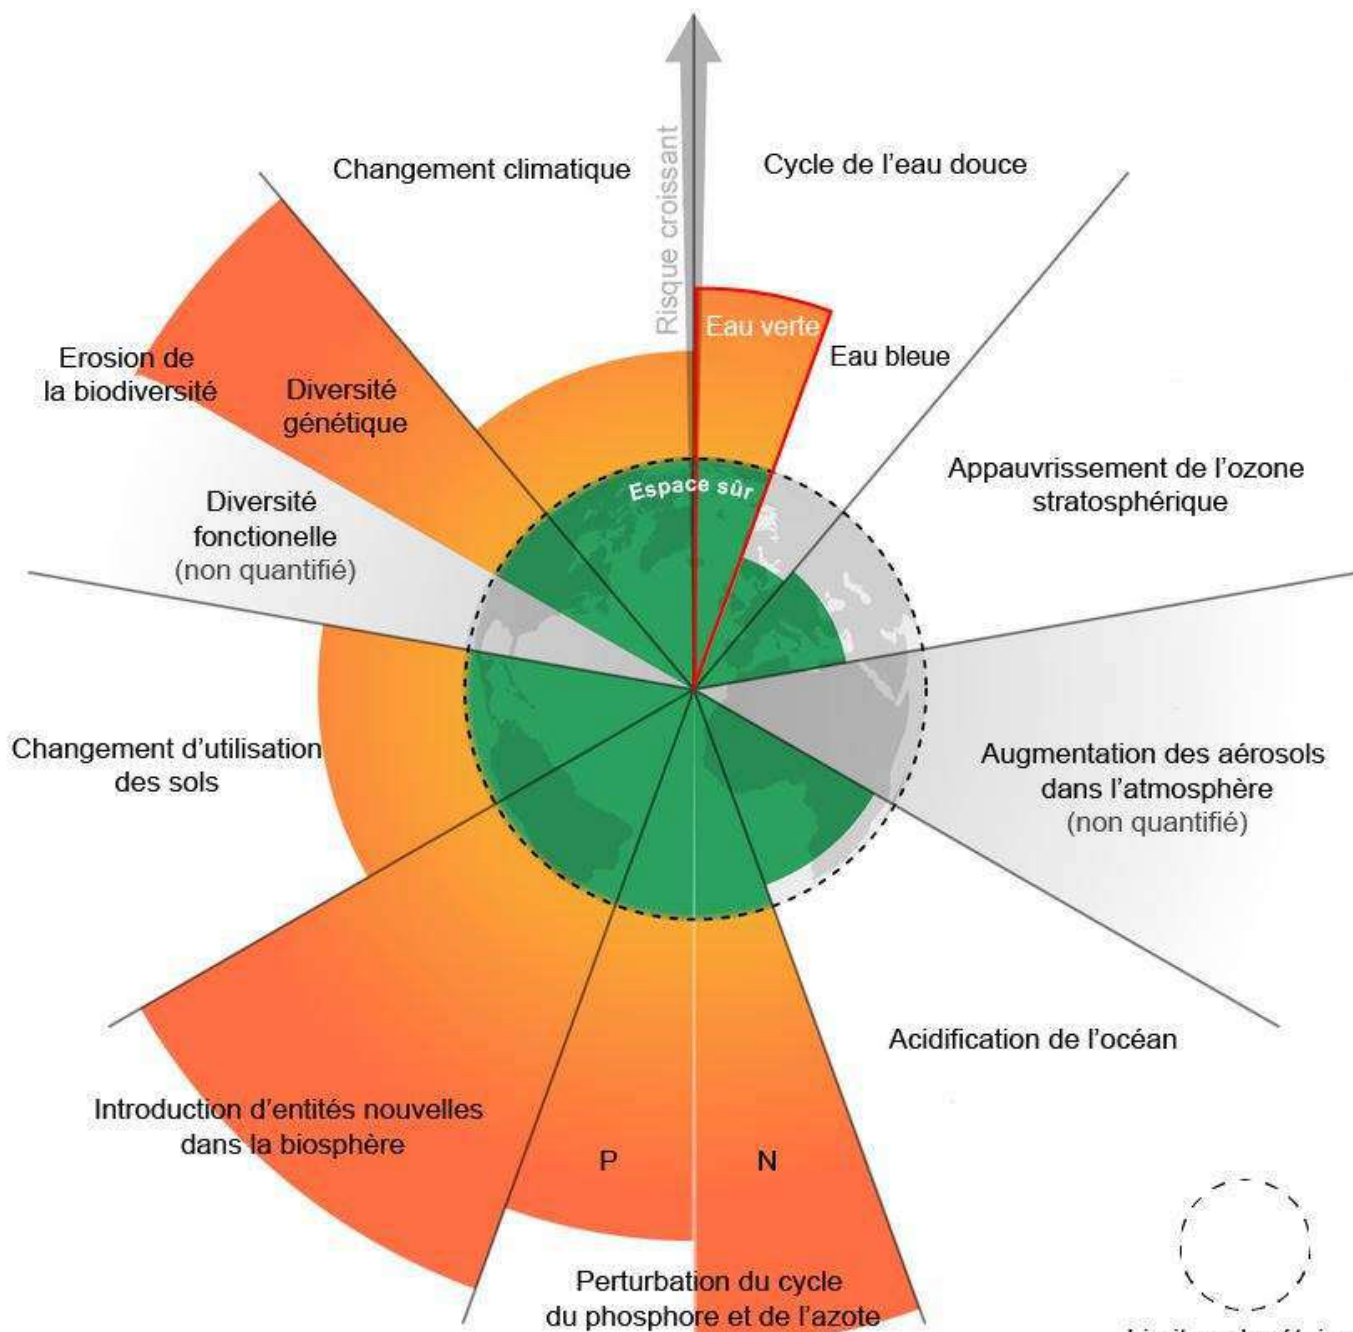 Changement climatique
Cycle de l'eau douce
Risque croissant
Eau verte
Eau bleue
Erosion de
la biodiversité
Diversité
génétique
Appauvrissement de l'ozone
stratosphérique
Espace sûr
Diversité
fonctionelle
(non quantifié)
Changement d'utilisation
des sols
Augmentation des aérosols
dans l'atmosphère
(non quantifié)
Acidification de l'océan
Introduction d'entités nouvelles
dans la biosphère
P
N
Perturbation du cycle
du phosphore et de l'azote